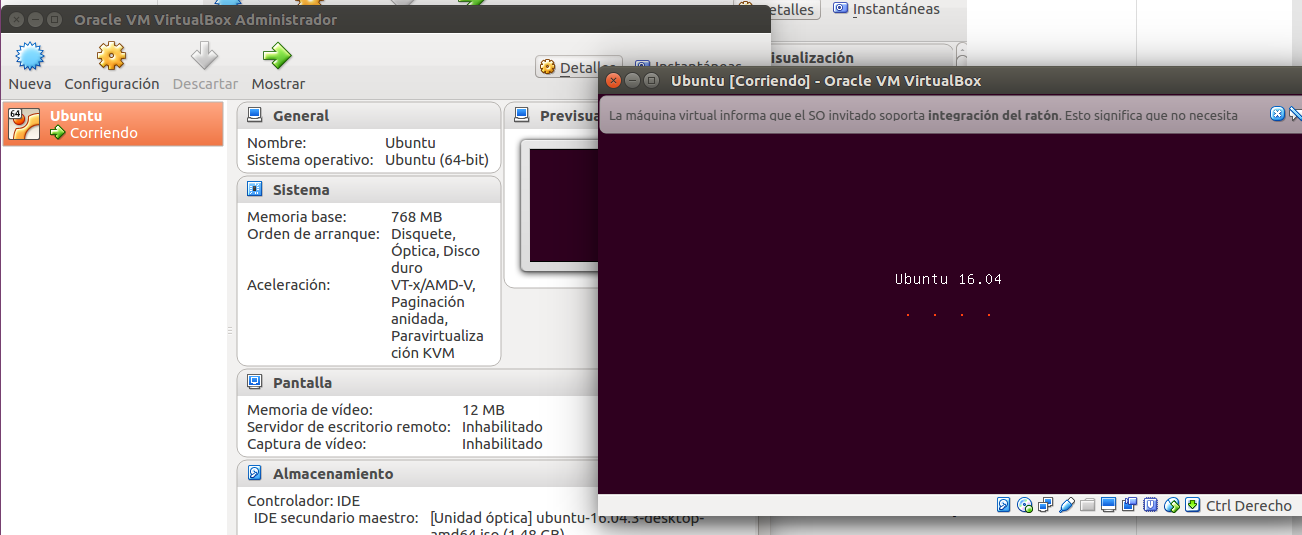 Oracle VM VirtualBox Administrador
Detalles
Instantáneas
Nueva
Configuración
Descartar
Mostrar
Detalles
Instantáneas
64
Ubuntu
Corriendo
General
Nombre: Ubuntu
Sistema operativo: Ubuntu (64-bit)
Sistema
Memoria base: 768 MB
Orden de arranque: Disquete,
Óptica, Disco
duro
Aceleración: VT-x/AMD-V,
Paginación
anidada,
Paravirtualiza
ción KVM
Pantalla
Memoria de vídeo: 12 MB
Servidor de escritorio remoto: Inhabilitado
Captura de vídeo: Inhabilitado
Almacenamiento
Controlador: IDE
IDE secundario maestro: [Unidad óptica] ubuntu-16.04.3-desktop-
amd64.iso (1,48 GB)
Previsua
isualización
Ubuntu [Corriendo] - Oracle VM VirtualBox
La máquina virtual informa que el SO invitado soporta integración del ratón. Esto significa que no necesita
Ubuntu 16.04
Ctrl Derecho